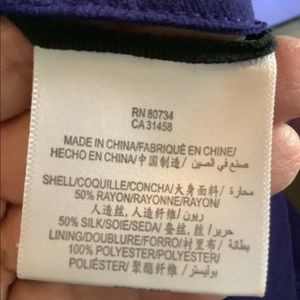 RN 80734
CA 31458
MADE IN CHINA/FABRIQUÉ EN CHINE/
HECHO EN CHINA/中国制造/ صنع في الصين
SHELL/COQUILLE/CONCHA/大身面料/ محارة/
50% RAYON/RAYONNE/RAYON/
人造丝, 人造纤维/ ريون/
50% SILK/SOIE/SEDA/蚕丝, 丝/ حرير/
LINING/DOUBLURE/FORRO/衬里布/ بطانة/
100% POLYESTER/POLYESTER/
POLIÉSTER/聚酯纤维/ بوليستر/